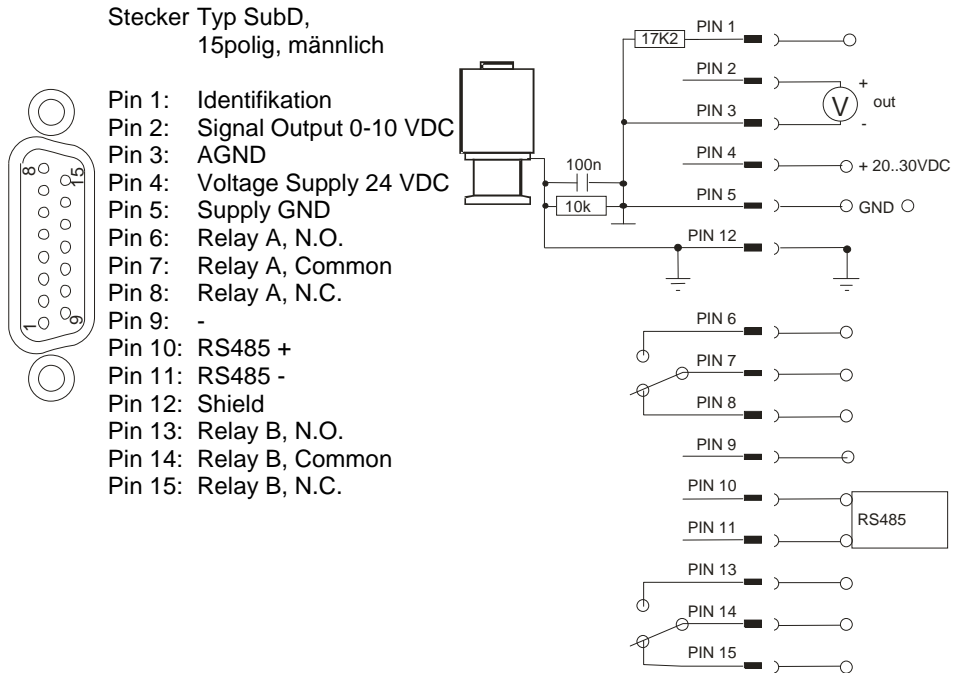 Stecker Typ SubD,
15polig, männlich
Pin 1: Identifikation
Pin 2: Signal Output 0-10 VDC
Pin 3: AGND
Pin 4: Voltage Supply 24 VDC
Pin 5: Supply GND
Pin 6: Relay A, N.O.
Pin 7: Relay A, Common
Pin 8: Relay A, N.C.
Pin 9: -
Pin 10: RS485 +
Pin 11: RS485 -
Pin 12: Shield
Pin 13: Relay B, N.O.
Pin 14: Relay B, Common
Pin 15: Relay B, N.C.
8
15
1
9
17K2
100n
10k
PIN 1
PIN 2
PIN 3
+
V
out
-
PIN 4
+ 20..30VDC
PIN 5
GND
PIN 12
PIN 6
PIN 7
PIN 8
PIN 9
PIN 10
PIN 11
RS485
PIN 13
PIN 14
PIN 15